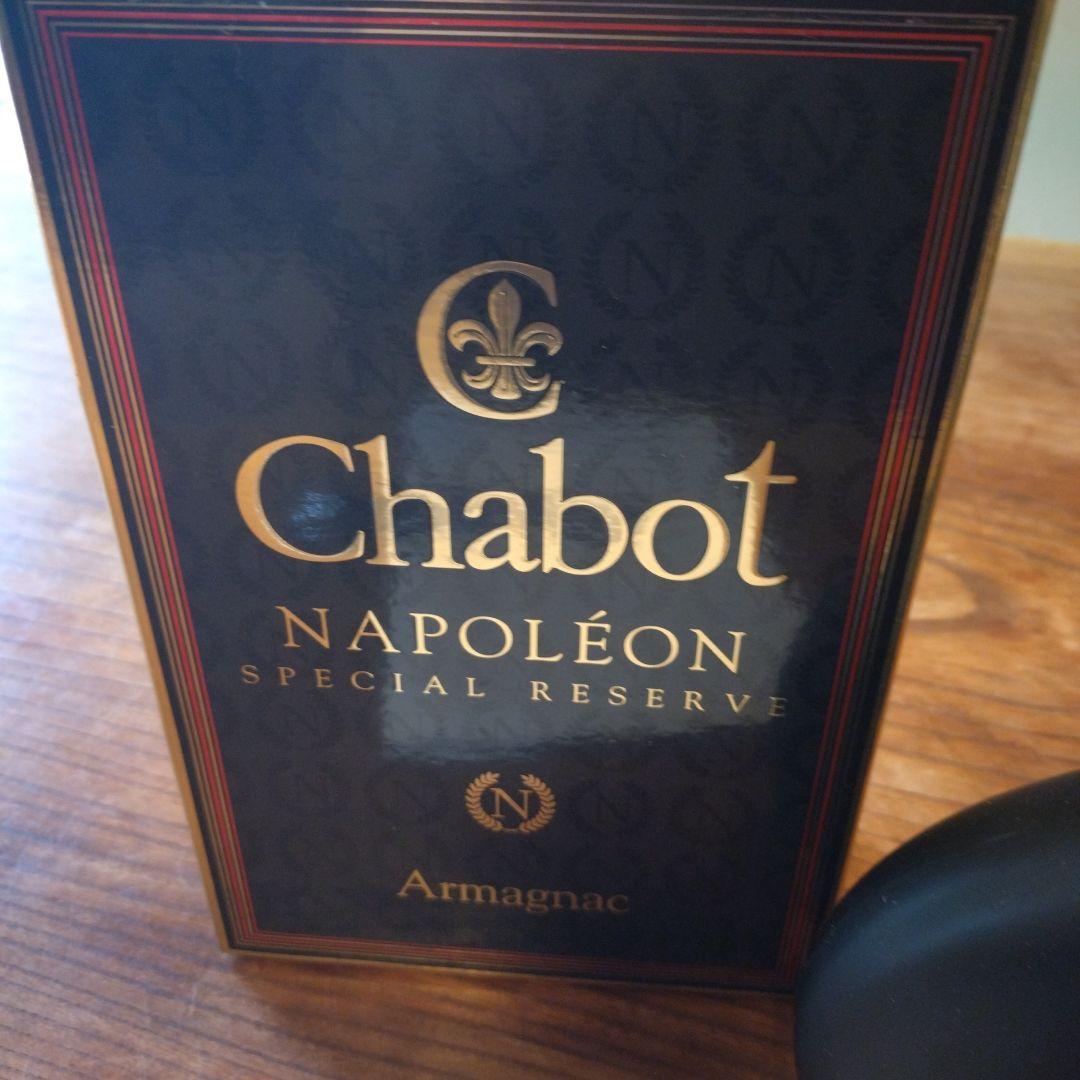 C
Chabot
NAPOLÉON
SPECIAL RESERVE
N
Armagnac